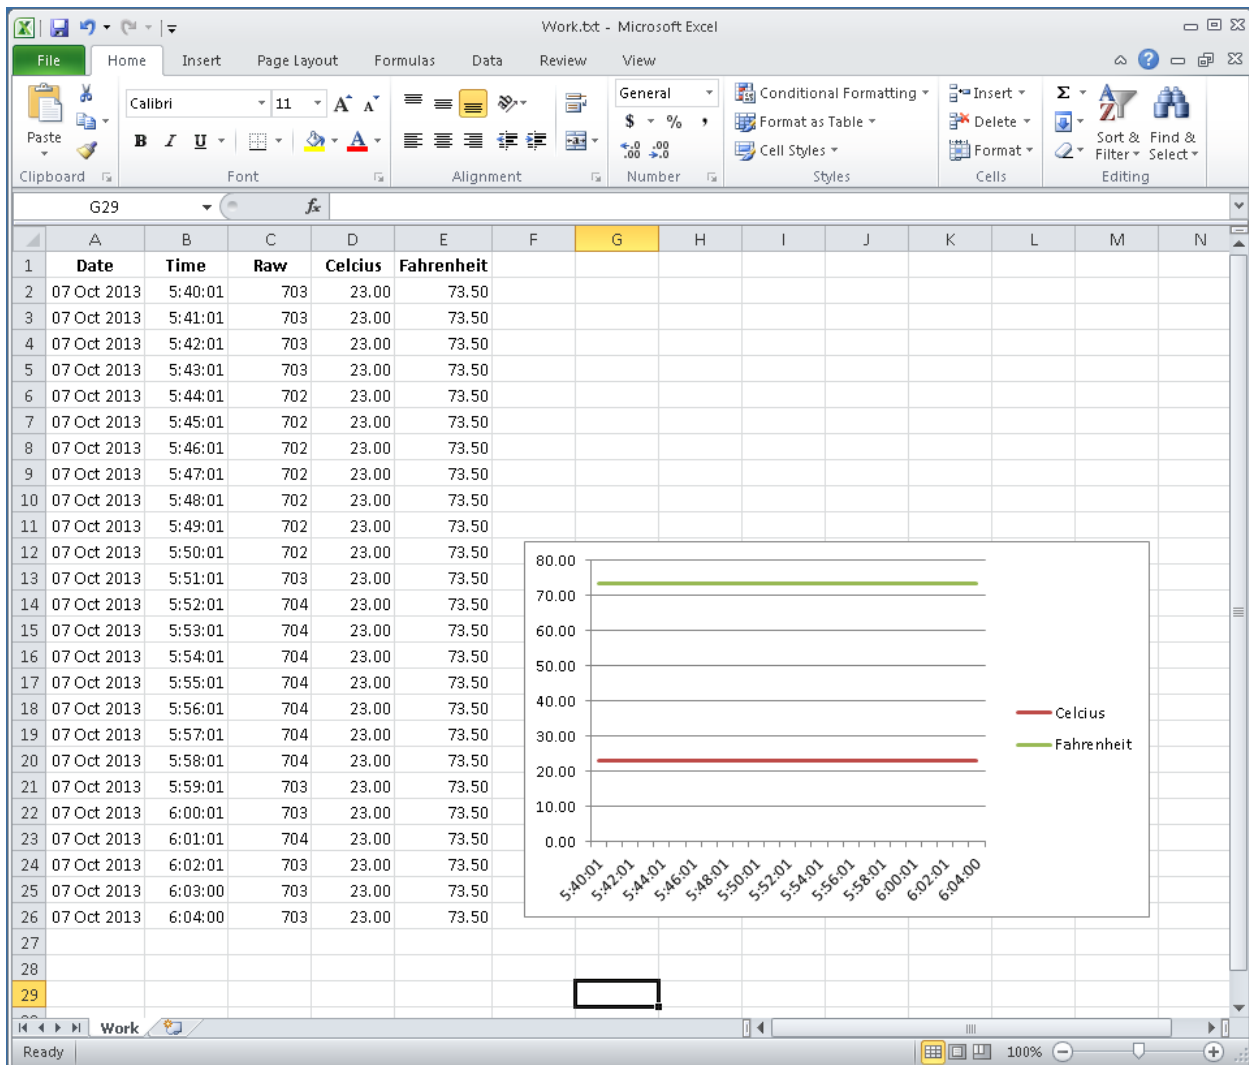 Work.txt - Microsoft Excel
File Home Insert Page Layout Formulas Data Review View
Calibri 11 A A General Conditional Formatting Insert Σ
Paste $ % , Format as Table Delete Sort & Find &
B I U A .0 .00 .00 .0 Cell Styles Format Filter Select
Clipboard Font Alignment Number Styles Cells Editing
G29 fx
A B C D E F G H I J K L M N
1 Date Time Raw Celcius Fahrenheit
2 07 Oct 2013 5:40:01 703 23.00 73.50
3 07 Oct 2013 5:41:01 703 23.00 73.50
4 07 Oct 2013 5:42:01 703 23.00 73.50
5 07 Oct 2013 5:43:01 703 23.00 73.50
6 07 Oct 2013 5:44:01 702 23.00 73.50
7 07 Oct 2013 5:45:01 702 23.00 73.50
8 07 Oct 2013 5:46:01 702 23.00 73.50
9 07 Oct 2013 5:47:01 702 23.00 73.50
10 07 Oct 2013 5:48:01 702 23.00 73.50
11 07 Oct 2013 5:49:01 702 23.00 73.50
12 07 Oct 2013 5:50:01 702 23.00 73.50
13 07 Oct 2013 5:51:01 703 23.00 73.50
14 07 Oct 2013 5:52:01 704 23.00 73.50
15 07 Oct 2013 5:53:01 704 23.00 73.50
16 07 Oct 2013 5:54:01 704 23.00 73.50
17 07 Oct 2013 5:55:01 704 23.00 73.50
18 07 Oct 2013 5:56:01 704 23.00 73.50
19 07 Oct 2013 5:57:01 704 23.00 73.50
20 07 Oct 2013 5:58:01 704 23.00 73.50
21 07 Oct 2013 5:59:01 703 23.00 73.50
22 07 Oct 2013 6:00:01 703 23.00 73.50
23 07 Oct 2013 6:01:01 704 23.00 73.50
24 07 Oct 2013 6:02:01 703 23.00 73.50
25 07 Oct 2013 6:03:00 703 23.00 73.50
26 07 Oct 2013 6:04:00 703 23.00 73.50
27
28
29
80.00
70.00
60.00
50.00
40.00
30.00
20.00
10.00
0.00
5:40:01 5:42:01 5:44:01 5:46:01 5:48:01 5:50:01 5:52:01 5:54:01 5:56:01 5:58:01 6:00:01 6:02:01 6:04:00
Celcius
Fahrenheit
Work
Ready 100%